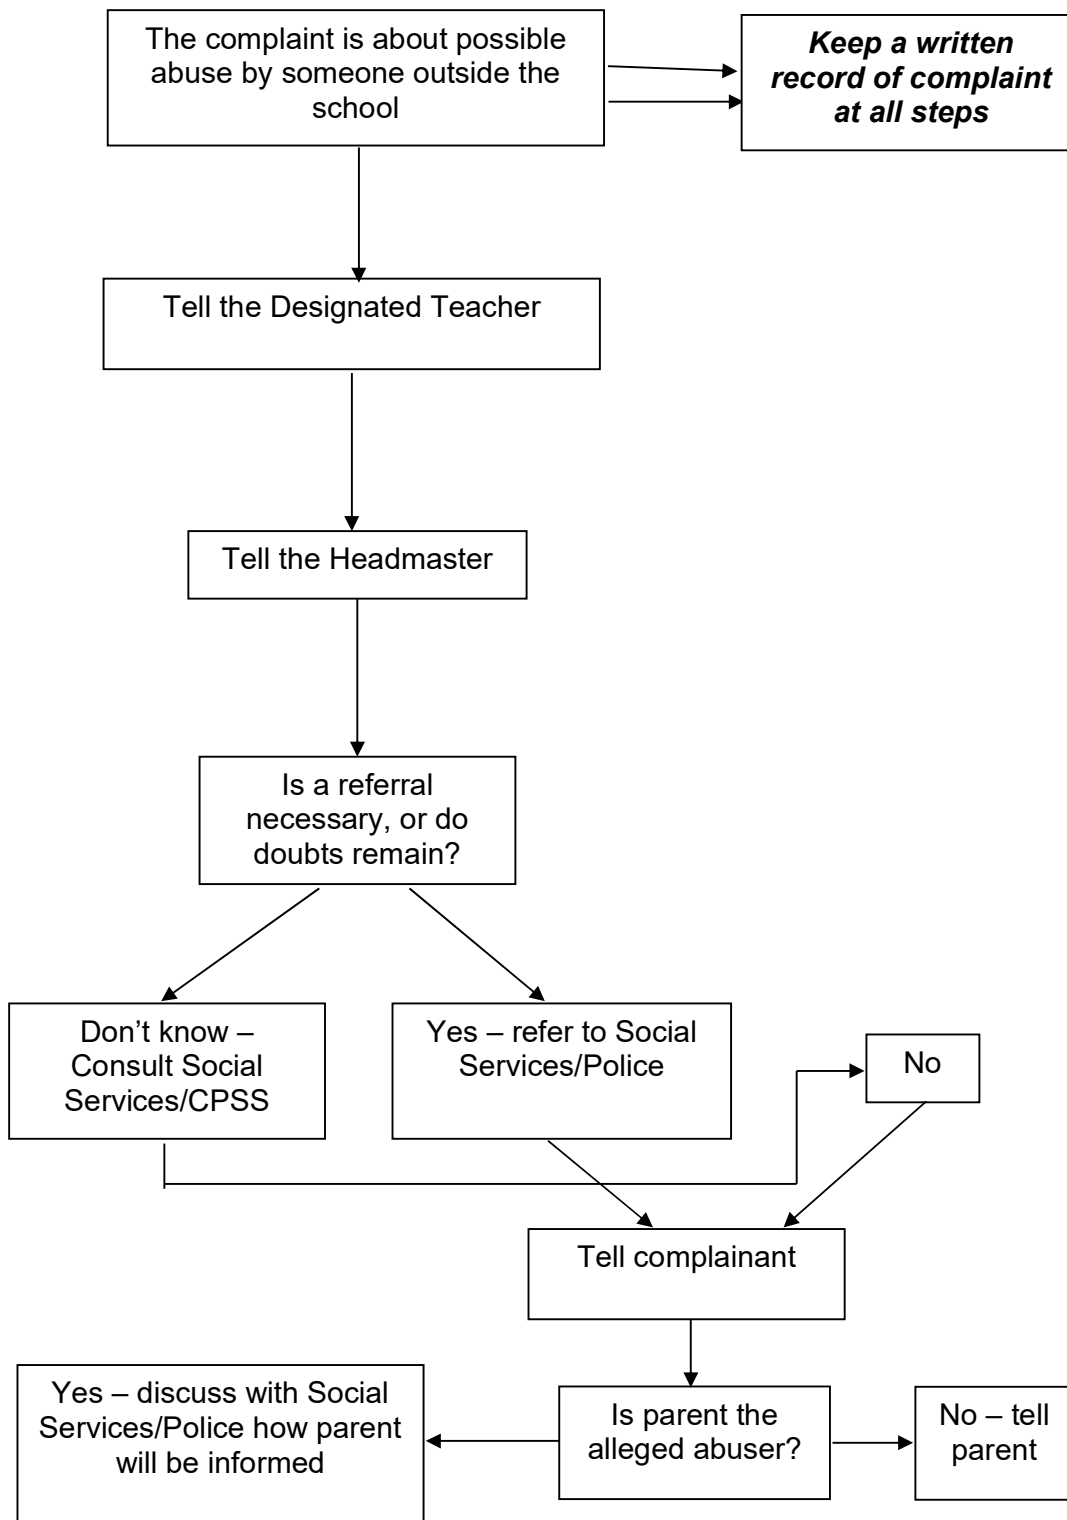 The complaint is about possible
abuse by someone outside the
school
Keep a written
record of complaint
at all steps
Tell the Designated Teacher
Tell the Headmaster
Is a referral
necessary, or do
doubts remain?
Don’t know –
Consult Social
Services/CPSS
Yes – refer to Social
Services/Police
No
Tell complainant
Yes – discuss with Social
Services/Police how parent
will be informed
Is parent the
alleged abuser?
No – tell
parent